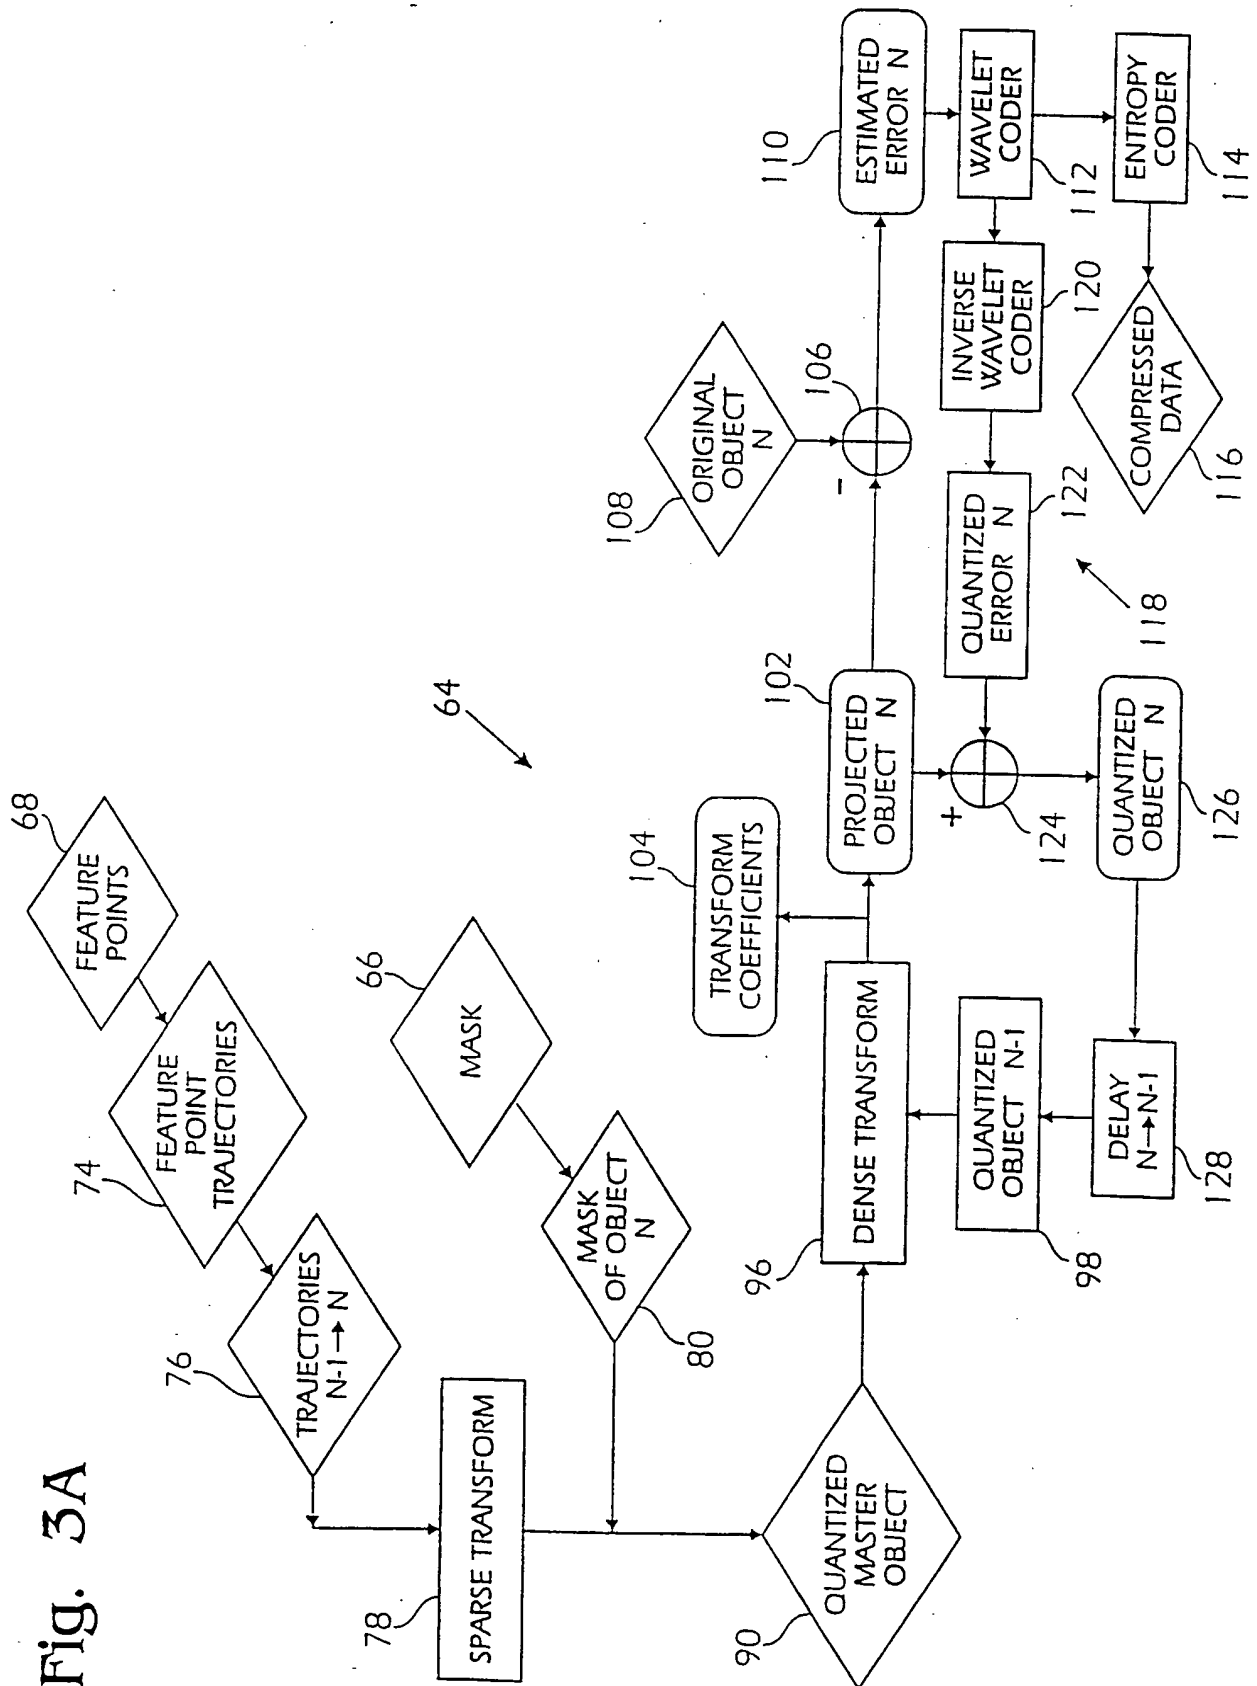 Fig. 3A
68
FEATURE
POINTS
74
FEATURE
POINT
TRAJECTORIES
76
TRAJECTORIES
N-1→N
78
SPARSE TRANSFORM
66
MASK
80
MASK
OF OBJECT
N
64
90
QUANTIZED
MASTER
OBJECT
96
DENSE TRANSFORM
104
TRANSFORM
COEFFICIENTS
102
PROJECTED
OBJECT N
108
ORIGINAL
OBJECT
N
-
106
110
ESTIMATED
ERROR N
WAVELET
CODER
112
ENTROPY
CODER
114
COMPRESSED
DATA
116
INVERSE
WAVELET
CODER
120
QUANTIZED
ERROR N
122
118
+
124
QUANTIZED
OBJECT N
126
DELAY
N→N-1
128
QUANTIZED
OBJECT N-1
98